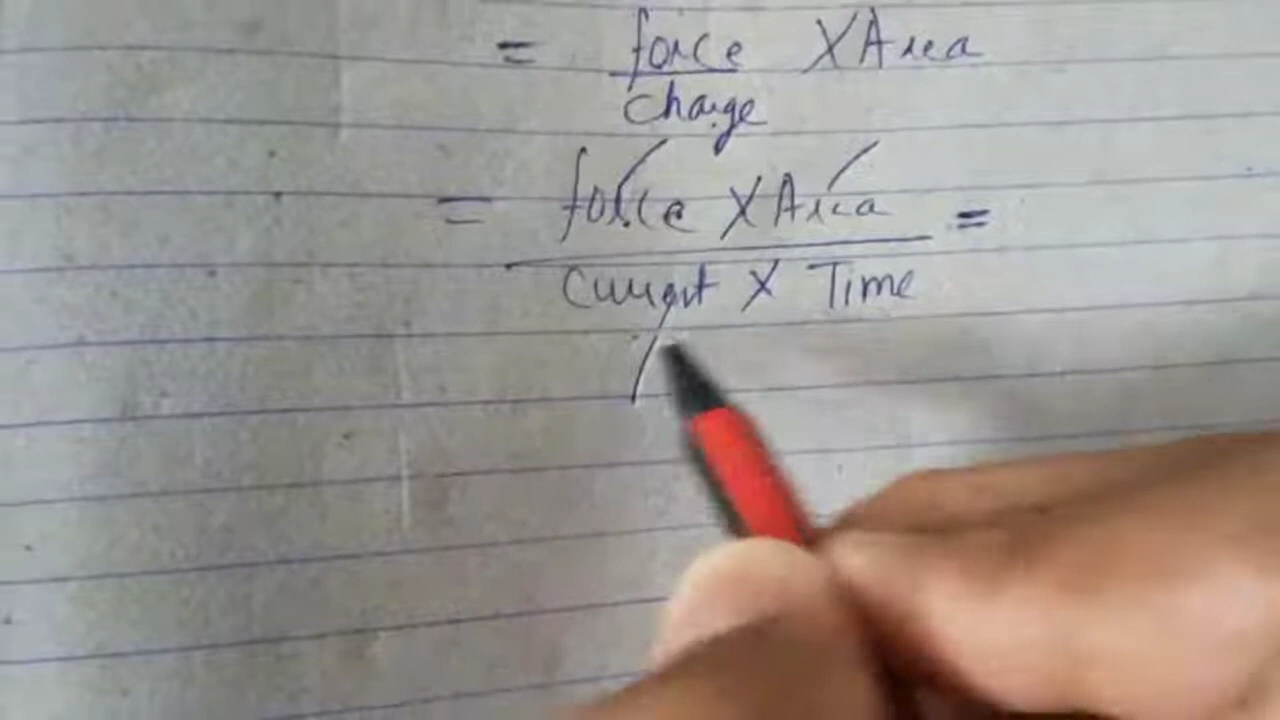 = force X Area
charge
= force X Area =
Current X Time